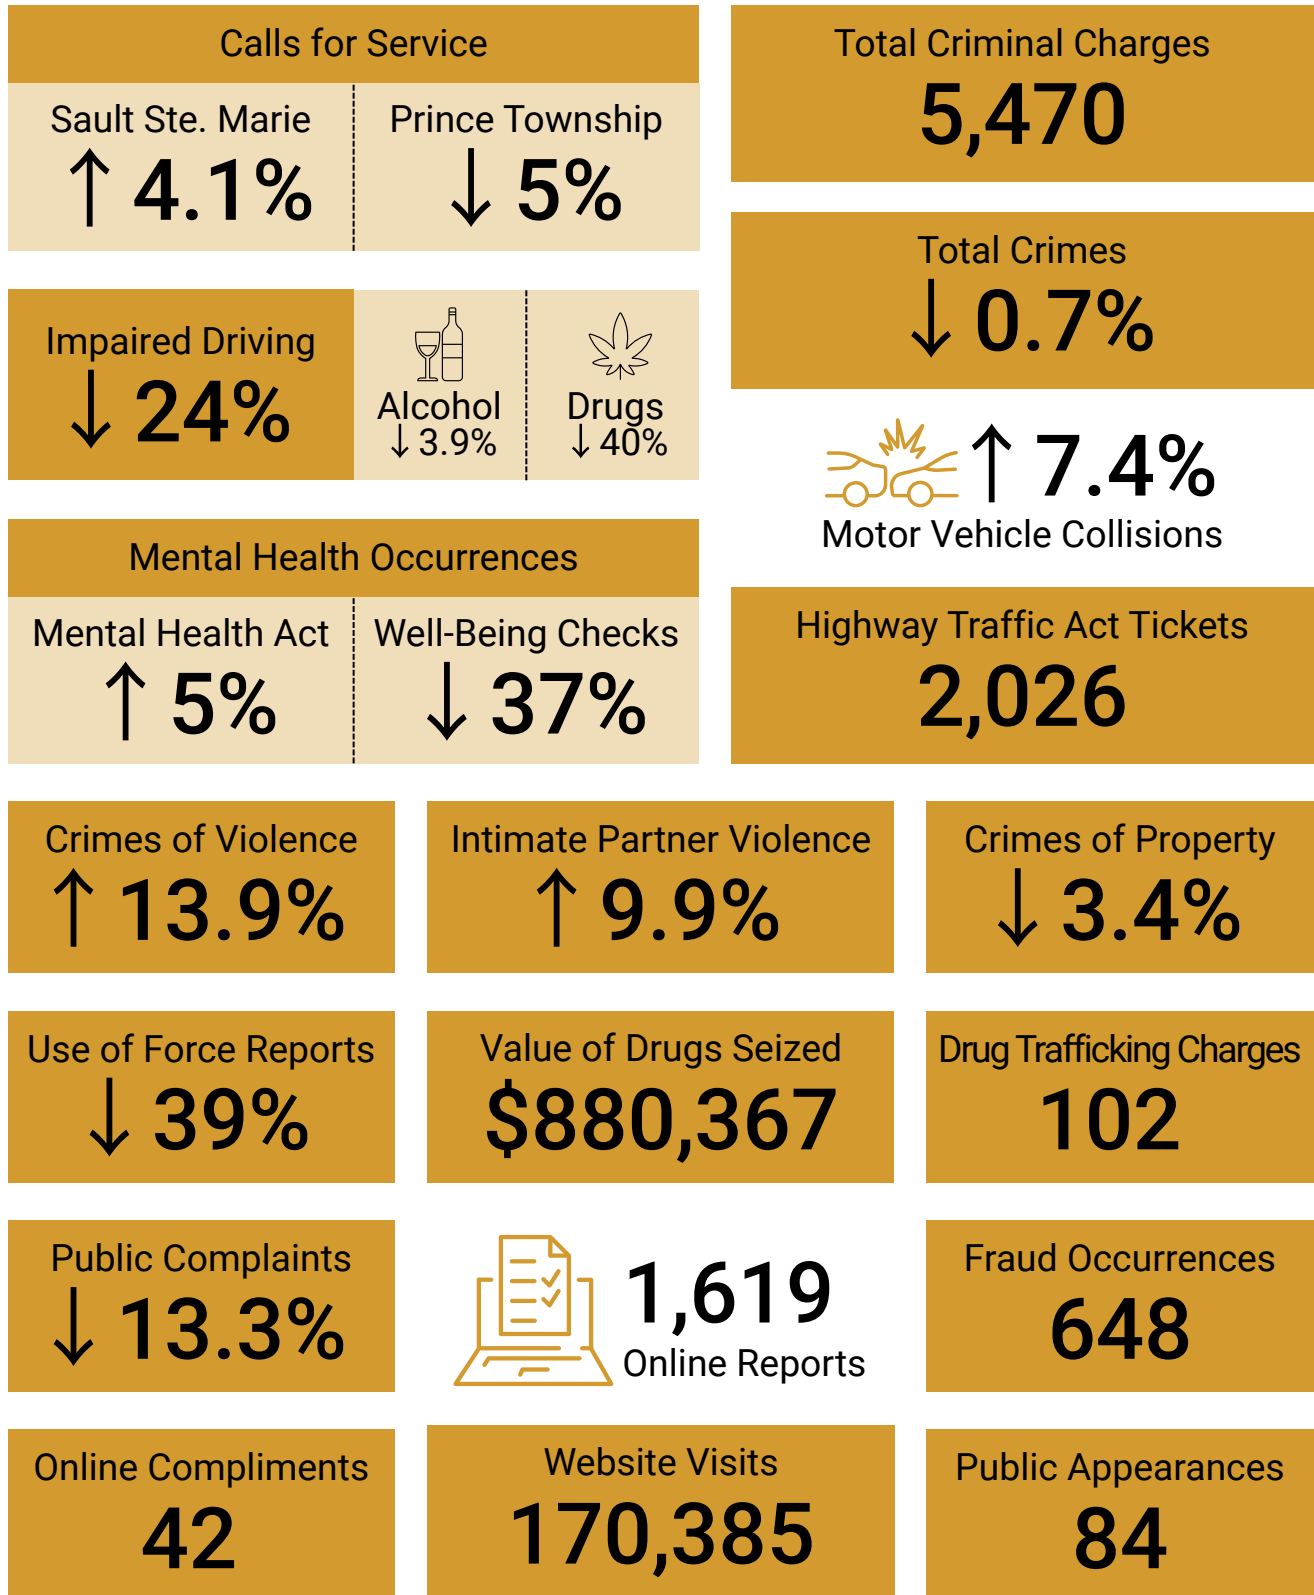 Calls for Service
Sault Ste. Marie
↑ 4.1%
Prince Township
↓ 5%
Total Criminal Charges
5,470
Total Crimes
↓ 0.7%
Impaired Driving
↓ 24%
Alcohol
↓ 3.9%
Drugs
↓ 40%
↑ 7.4%
Motor Vehicle Collisions
Mental Health Occurrences
Mental Health Act
↑ 5%
Well-Being Checks
↓ 37%
Highway Traffic Act Tickets
2,026
Crimes of Violence
↑ 13.9%
Intimate Partner Violence
↑ 9.9%
Crimes of Property
↓ 3.4%
Use of Force Reports
↓ 39%
Value of Drugs Seized
$880,367
Drug Trafficking Charges
102
Public Complaints
↓ 13.3%
1,619
Online Reports
Fraud Occurrences
648
Online Compliments
42
Website Visits
170,385
Public Appearances
84